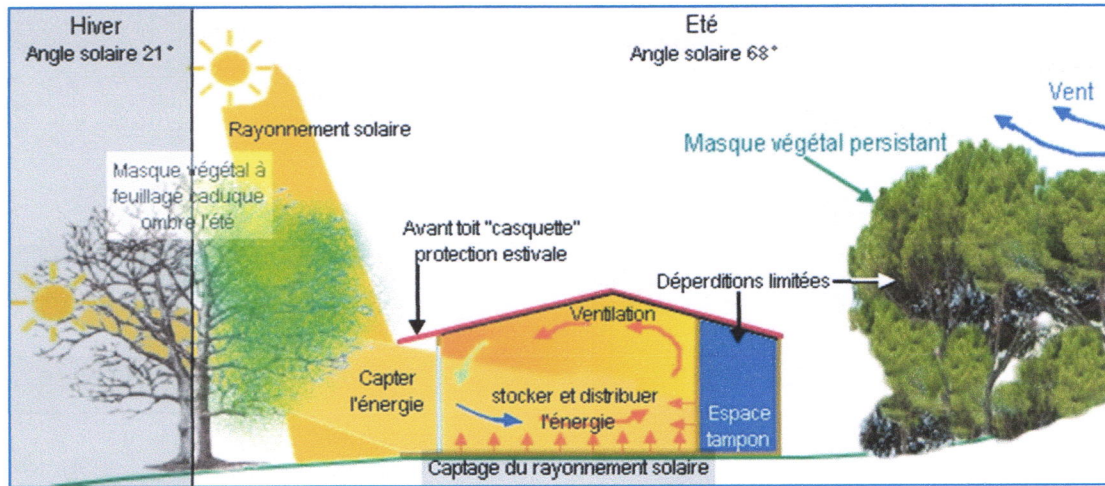 Hiver
Angle solaire 21°
Eté
Angle solaire 68°
Rayonnement solaire
Vent
Masque végétal persistant
Masque végétal à
feuillage caduque
ombre l'été
Avant toit "casquette"
protection estivale
Déperditions limitées
Ventilation
Capter
l'énergie
stocker et distribuer
l'énergie
Espace
tampon
Captage du rayonnement solaire